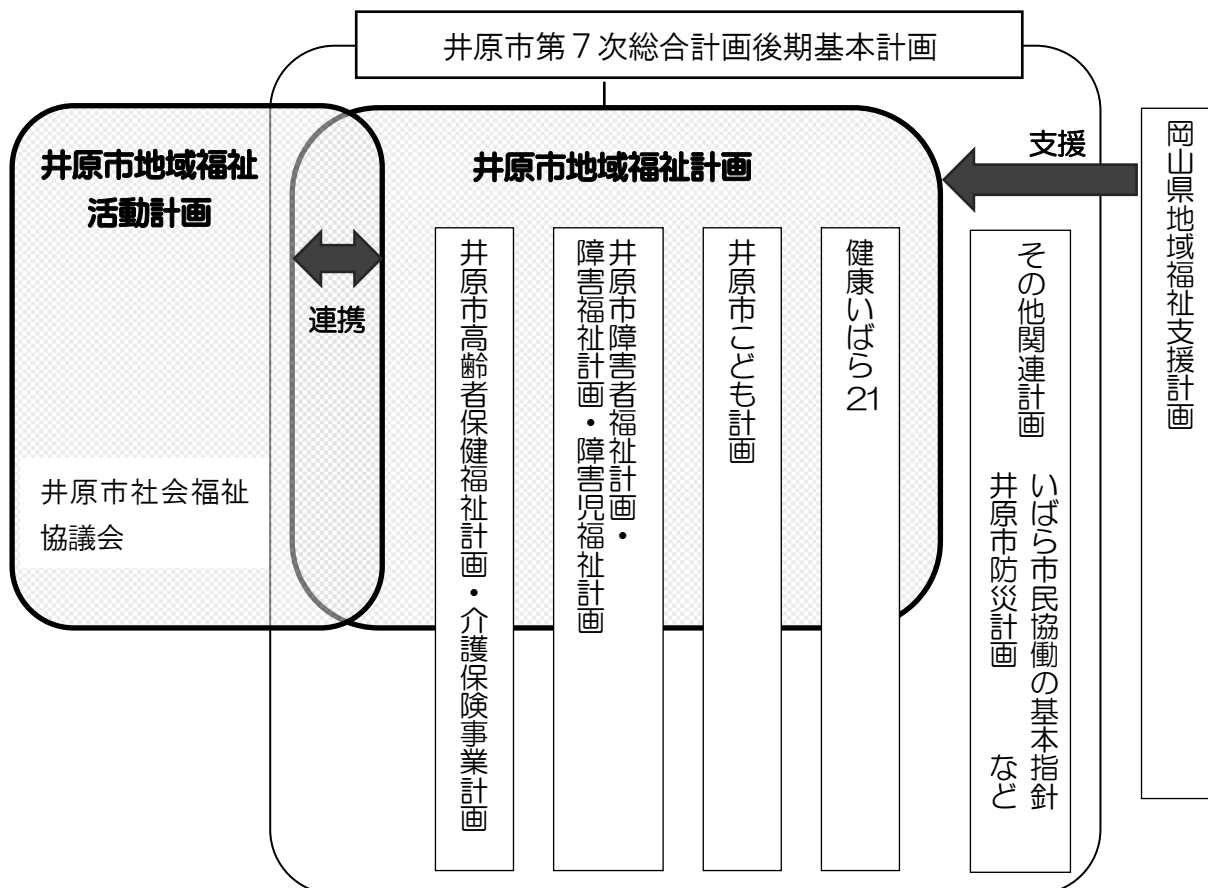 井原市第７次総合計画後期基本計画
井原市地域福祉
活動計画
井原市地域福祉計画
支援
岡山県地域福祉支援計画
連携
井原市社会福祉
協議会
井原市高齢者保健福祉計画・介護保険事業計画
井原市障害者福祉計画・
障害福祉計画・障害児福祉計画
井原市こども計画
健康いばら21
その他関連計画　いばら市民協働の基本指針
井原市防災計画　など